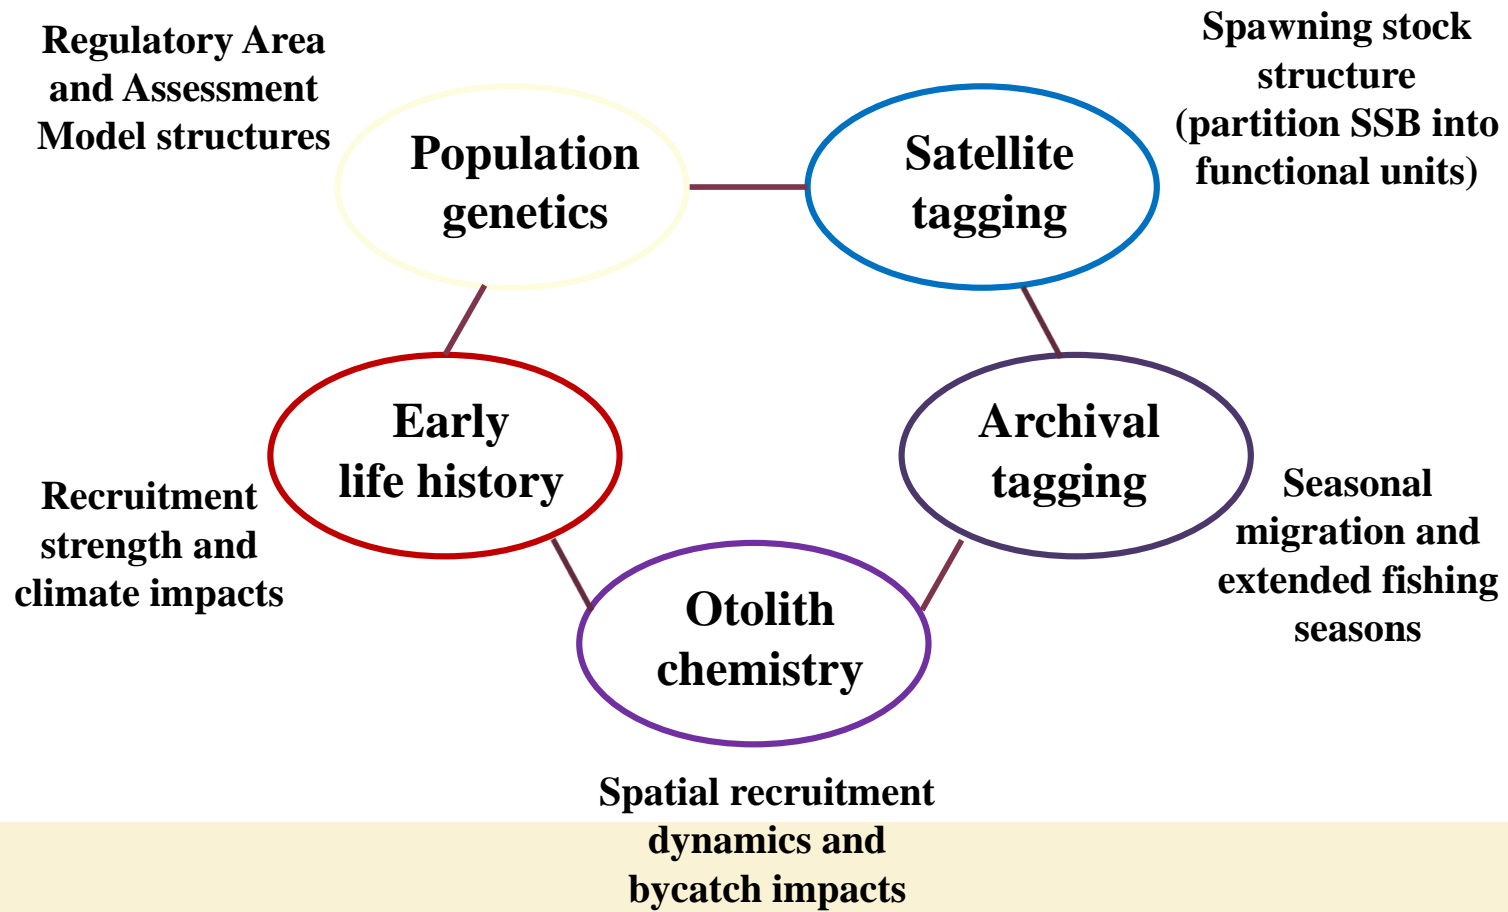 Regulatory Area
and Assessment
Model structures
Population
genetics
Satellite
tagging
Spawning stock
structure
(partition SSB into
functional units)
Early
life history
Archival
tagging
Recruitment
strength and
climate impacts
Otolith
chemistry
Seasonal
migration and
extended fishing
seasons
Spatial recruitment
dynamics and
bycatch impacts